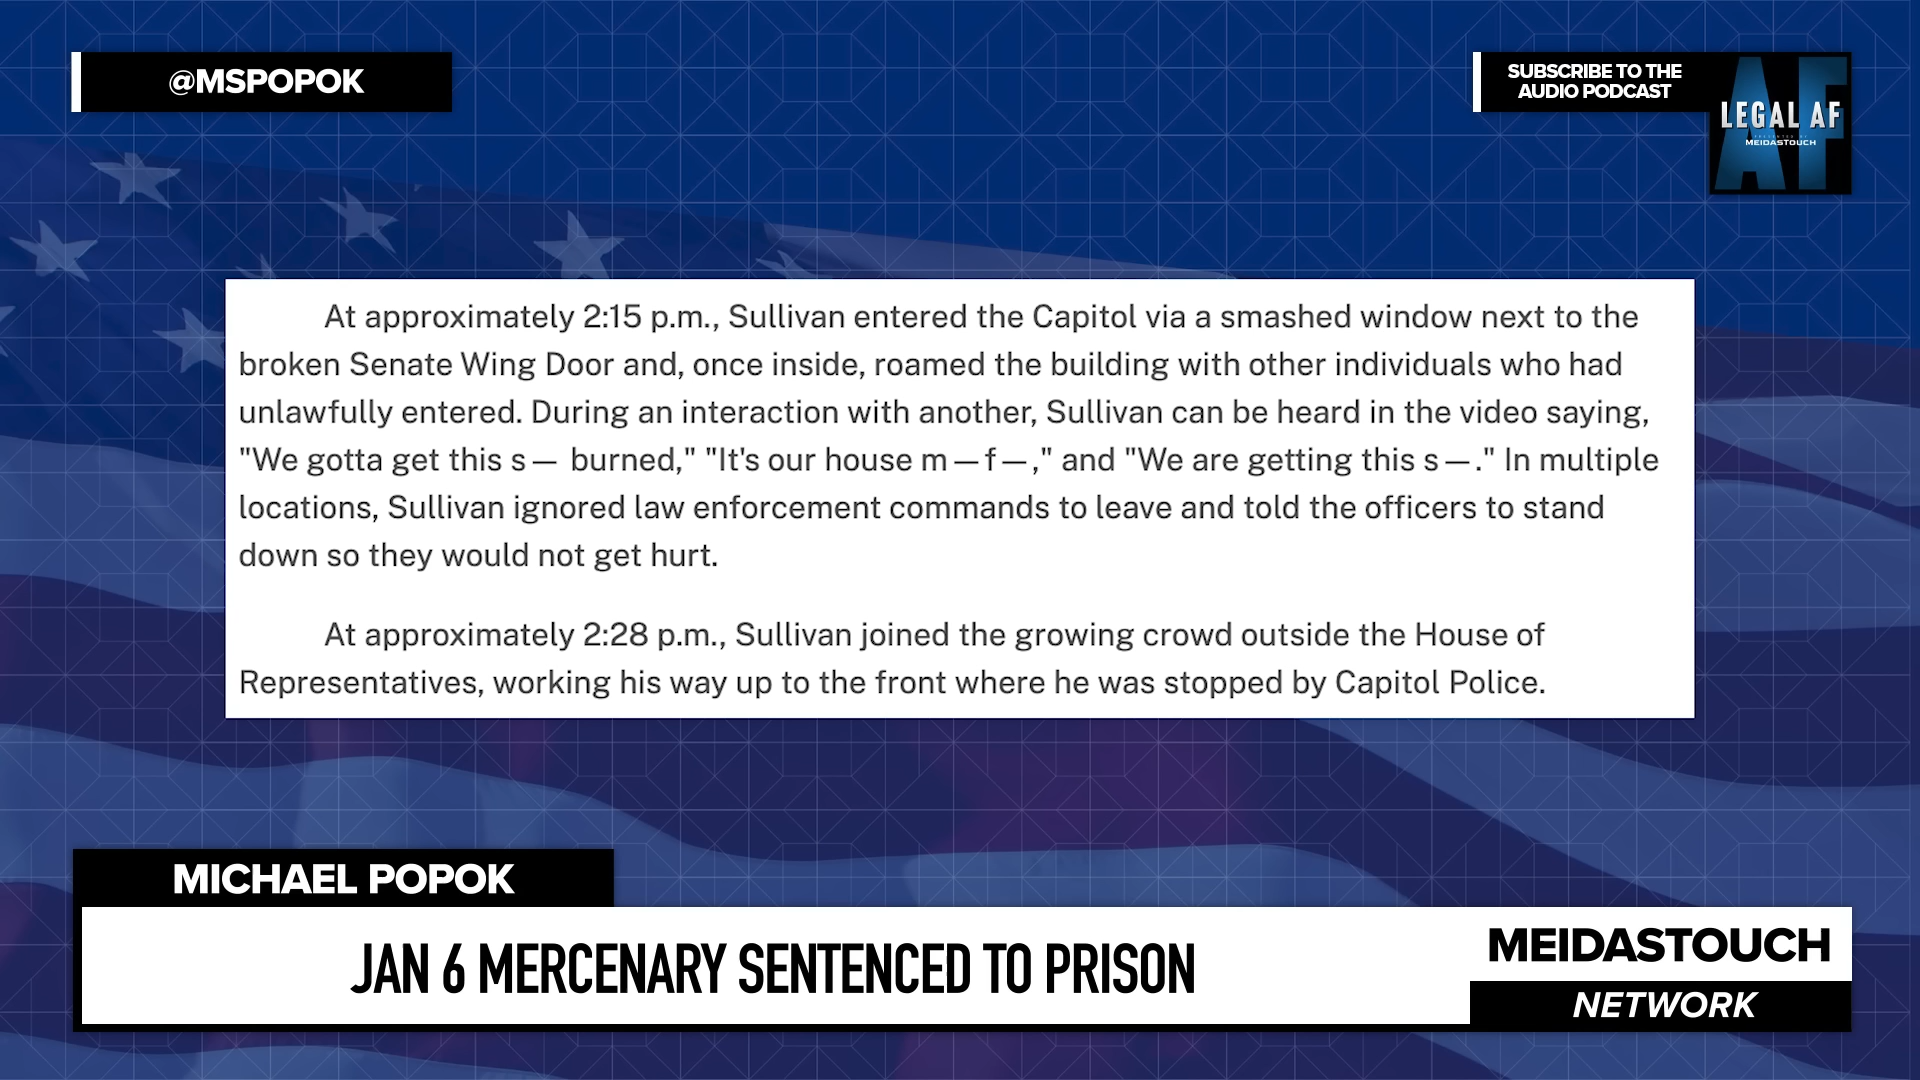 @MSPOPOK
SUBSCRIBE TO THE
AUDIO PODCAST
LEGAL AF
MEIDASTOUCH
At approximately 2:15 p.m., Sullivan entered the Capitol via a smashed window next to the
broken Senate Wing Door and, once inside, roamed the building with other individuals who had
unlawfully entered. During an interaction with another, Sullivan can be heard in the video saying,
"We gotta get this s— burned," "It's our house m—f—," and "We are getting this s—." In multiple
locations, Sullivan ignored law enforcement commands to leave and told the officers to stand
down so they would not get hurt.
At approximately 2:28 p.m., Sullivan joined the growing crowd outside the House of
Representatives, working his way up to the front where he was stopped by Capitol Police.
MICHAEL POPOK
JAN 6 MERCENARY SENTENCED TO PRISON
MEIDASTOUCH
NETWORK